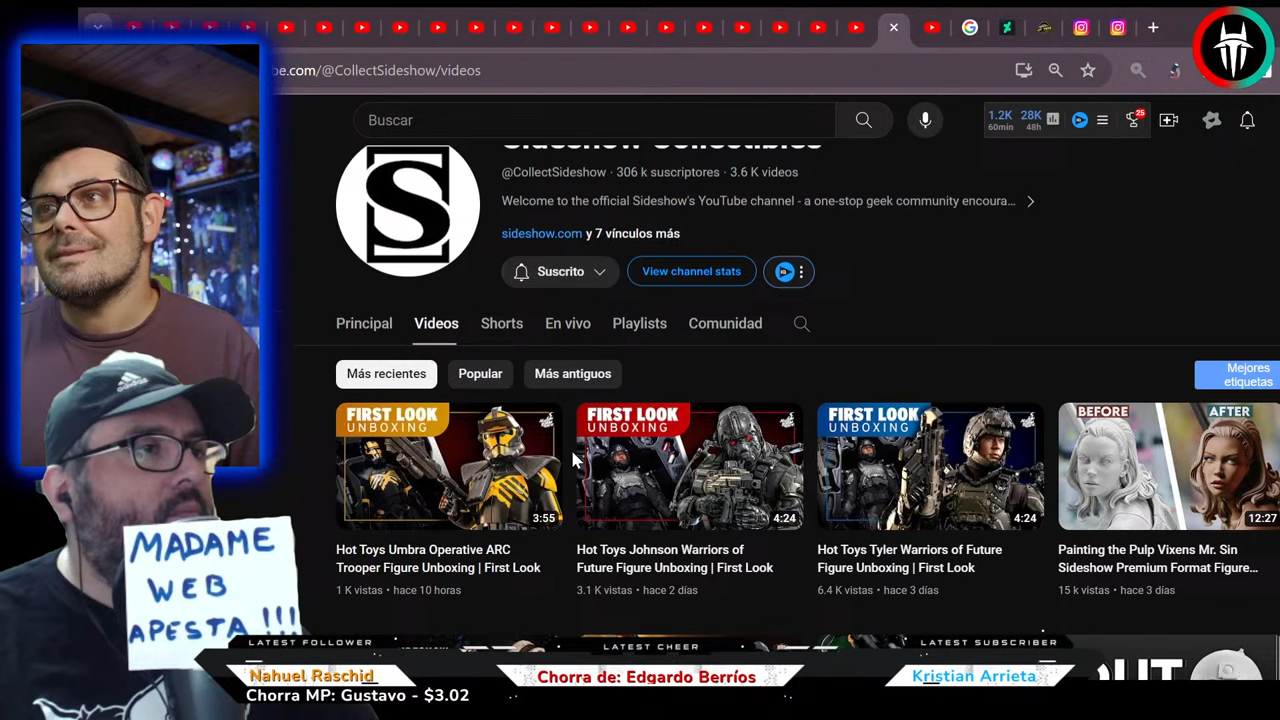 be.com/@CollectSideshow/videos
Buscar
1.2K 28K
60min 48h
25
Sideshow Collectibles
@CollectSideshow · 306 k suscriptores · 3.6 K videos
Welcome to the official Sideshow's YouTube channel - a one-stop geek community encoura...
sideshow.com y 7 vínculos más
Suscrito
View channel stats
Principal Videos Shorts En vivo Playlists Comunidad
Más recientes Popular Más antiguos
Mejores
etiquetas
FIRST LOOK
UNBOXING
3:55
FIRST LOOK
UNBOXING
4:24
FIRST LOOK
UNBOXING
4:24
BEFORE AFTER
12:27
Hot Toys Umbra Operative ARC
Trooper Figure Unboxing | First Look
1 K vistas · hace 10 horas
Hot Toys Johnson Warriors of
Future Figure Unboxing | First Look
3.1 K vistas · hace 2 días
Hot Toys Tyler Warriors of Future
Figure Unboxing | First Look
6.4 K vistas · hace 3 días
Painting the Pulp Vixens Mr. Sin
Sideshow Premium Format Figure...
15 k vistas · hace 3 días
MADAME
WEB
APESTA!!!
LATEST FOLLOWER
Nahuel Raschid
LATEST CHEER
Chorra de: Edgardo Berríos
LATEST SUBSCRIBER
Kristian Arrieta
Chorra MP: Gustavo - $3.02